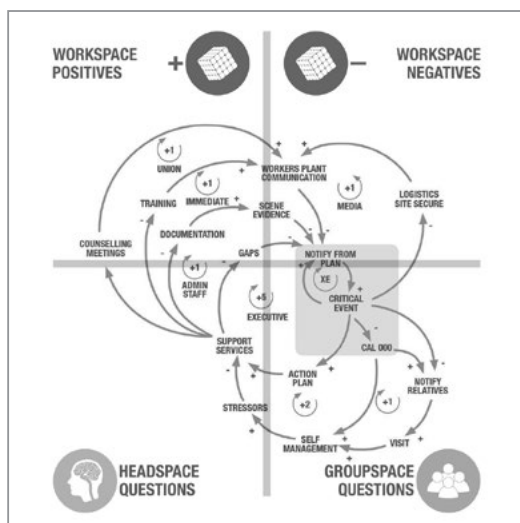 WORKSPACE
POSITIVES
+
–
WORKSPACE
NEGATIVES
+1
UNION
WORKERS PLANT
COMMUNICATION
+1
IMMEDIATE
TRAINING
SCENE
EVIDENCE
+1
MEDIA
LOGISTICS
SITE SECURE
DOCUMENTATION
COUNSELLING
MEETINGS
GAPS
NOTIFY FROM
PLAN
+1
ADMIN
STAFF
XE
+5
EXECUTIVE
CRITICAL
EVENT
SUPPORT
SERVICES
CAL 000
ACTION
PLAN
NOTIFY
RELATIVES
STRESSORS
+2
+1
SELF
MANAGEMENT
VISIT
HEADSPACE
QUESTIONS
GROUPSPACE
QUESTIONS